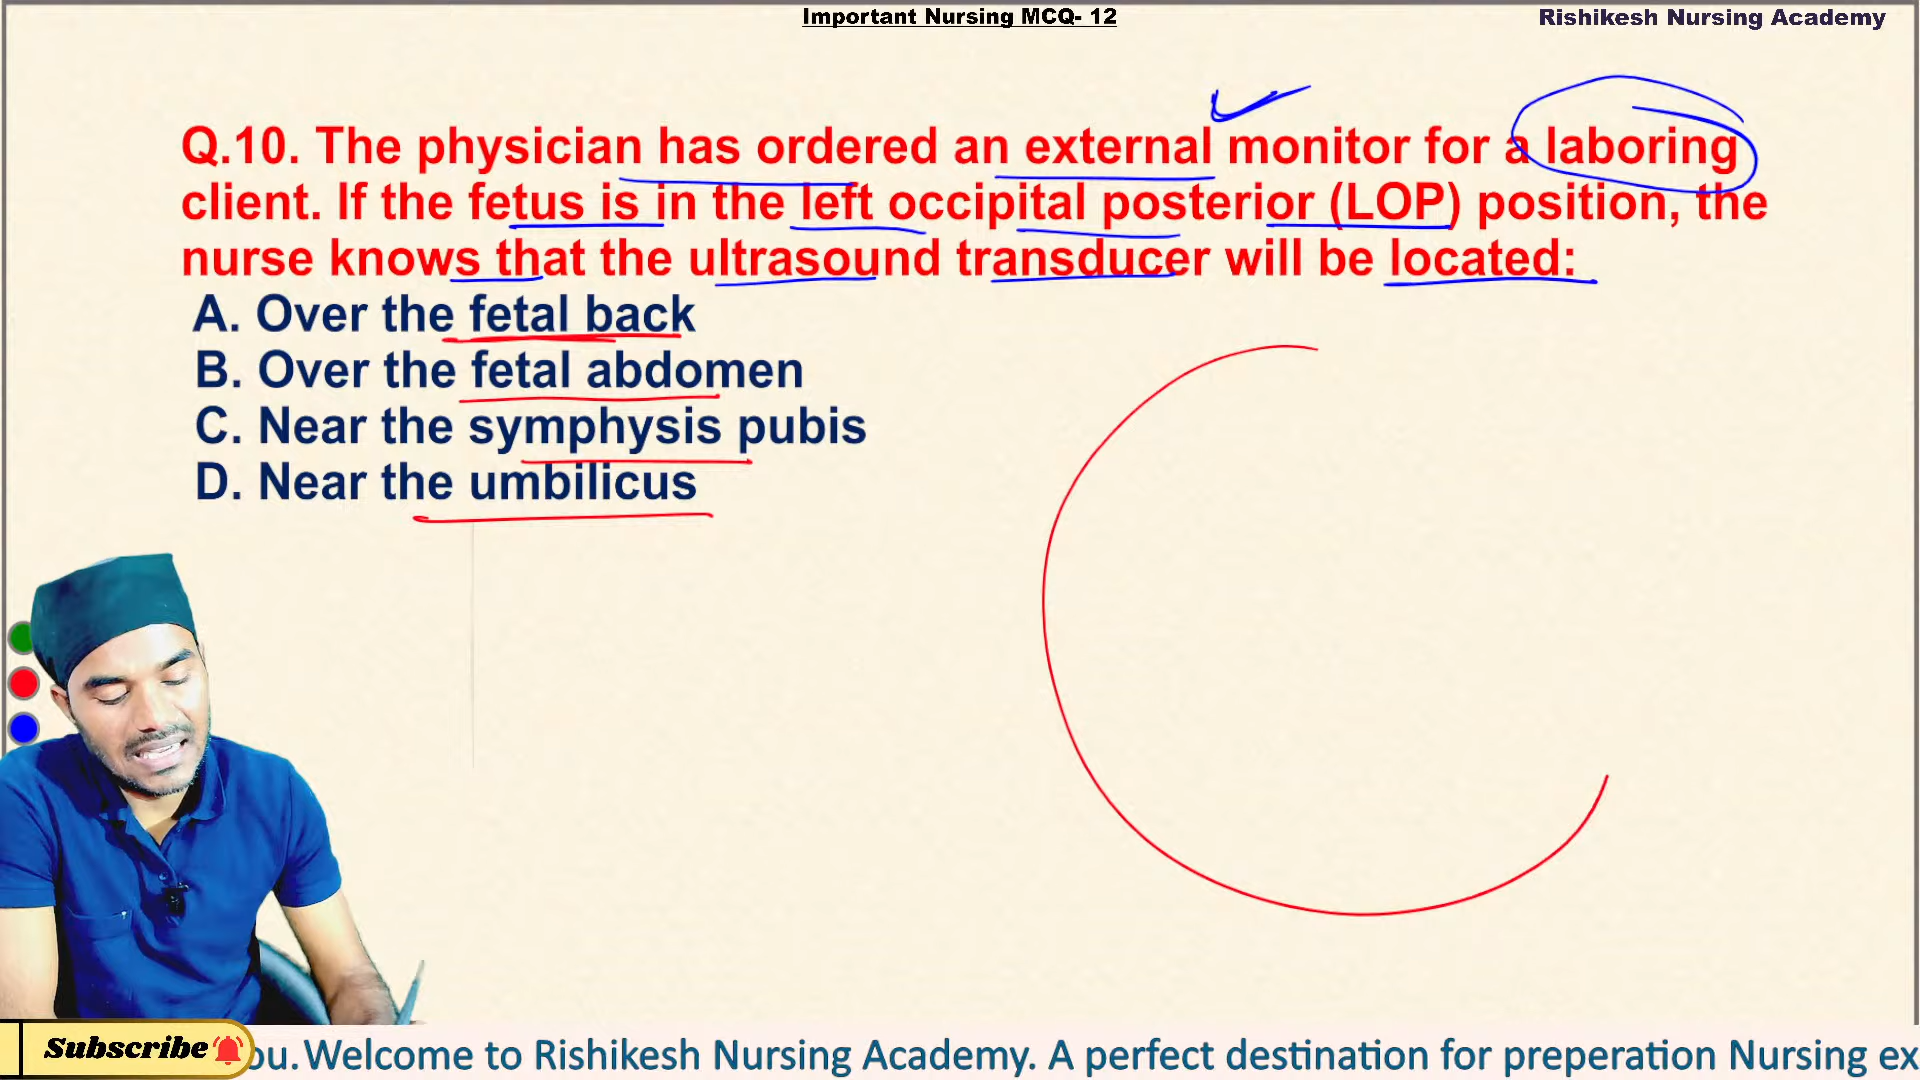 Important Nursing MCQ- 12
Rishikesh Nursing Academy
Q.10. The physician has ordered an external monitor for a laboring
client. If the fetus is in the left occipital posterior (LOP) position, the
nurse knows that the ultrasound transducer will be located:
A. Over the fetal back
B. Over the fetal abdomen
C. Near the symphysis pubis
D. Near the umbilicus
Subscribe
ou. Welcome to Rishikesh Nursing Academy. A perfect destination for preperation Nursing ex